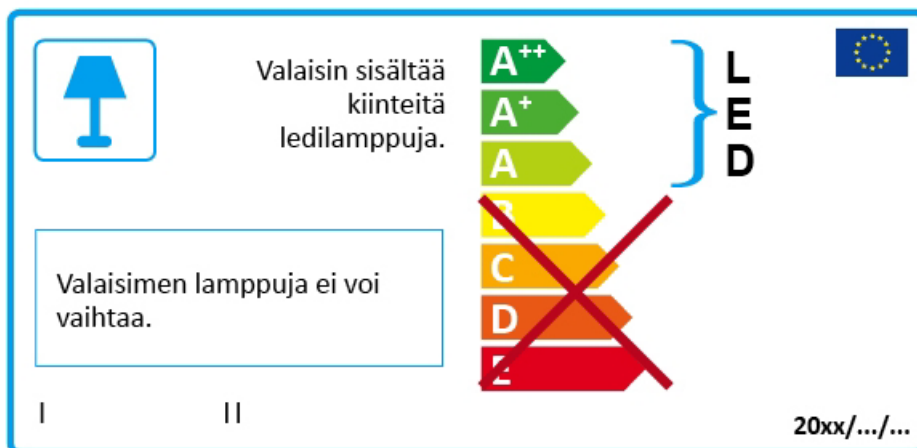 Valaisin sisältää
kiinteitä
ledilamppuja.
A++
A+
A
B
C
D
E
L
E
D
Valaisimen lamppuja ei voi
vaihtaa.
I
II
20xx/.../...